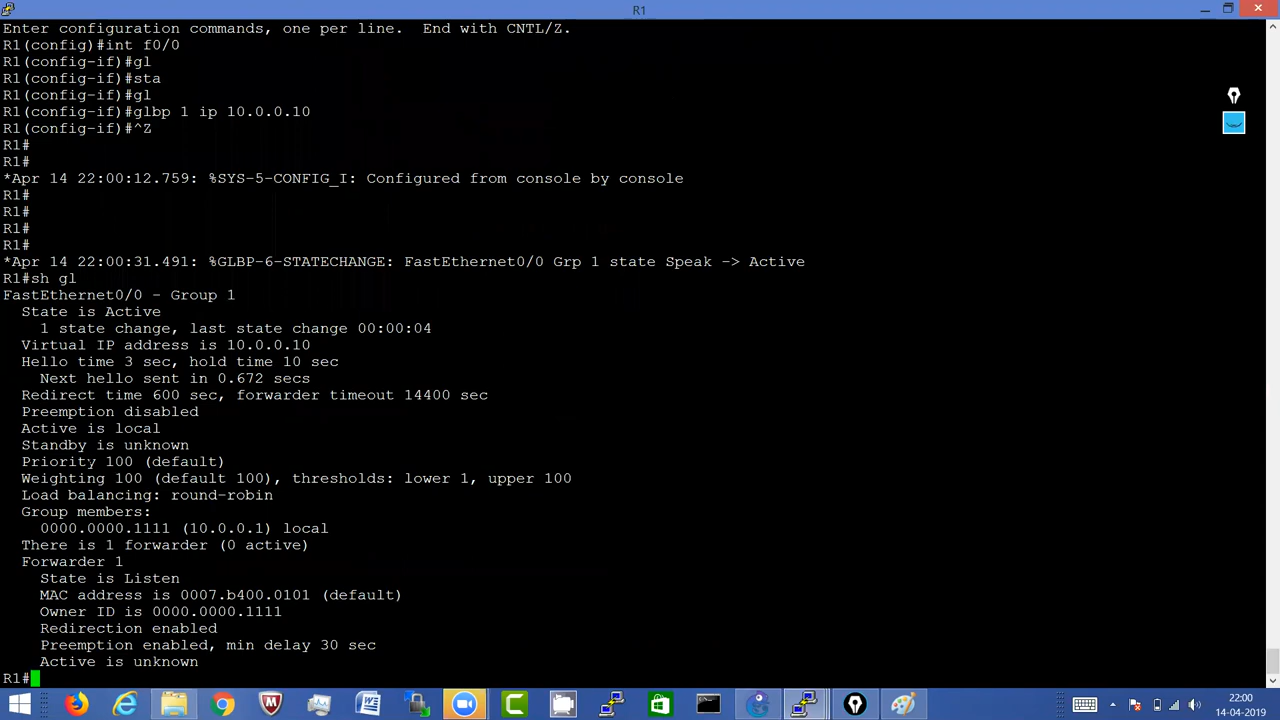 R1
Enter configuration commands, one per line.  End with CNTL/Z.
R1(config)#int f0/0
R1(config-if)#gl
R1(config-if)#sta
R1(config-if)#gl
R1(config-if)#glbp 1 ip 10.0.0.10
R1(config-if)#^Z
R1#
R1#
*Apr 14 22:00:12.759: %SYS-5-CONFIG_I: Configured from console by console
R1#
R1#
R1#
R1#
*Apr 14 22:00:31.491: %GLBP-6-STATECHANGE: FastEthernet0/0 Grp 1 state Speak -> Active
R1#sh gl
FastEthernet0/0 - Group 1
  State is Active
    1 state change, last state change 00:00:04
  Virtual IP address is 10.0.0.10
  Hello time 3 sec, hold time 10 sec
    Next hello sent in 0.672 secs
  Redirect time 600 sec, forwarder timeout 14400 sec
  Preemption disabled
  Active is local
  Standby is unknown
  Priority 100 (default)
  Weighting 100 (default 100), thresholds: lower 1, upper 100
  Load balancing: round-robin
  Group members:
    0000.0000.1111 (10.0.0.1) local
  There is 1 forwarder (0 active)
  Forwarder 1
    State is Listen
    MAC address is 0007.b400.0101 (default)
    Owner ID is 0000.0000.1111
    Redirection enabled
    Preemption enabled, min delay 30 sec
    Active is unknown
R1#
22:00
14-04-2019